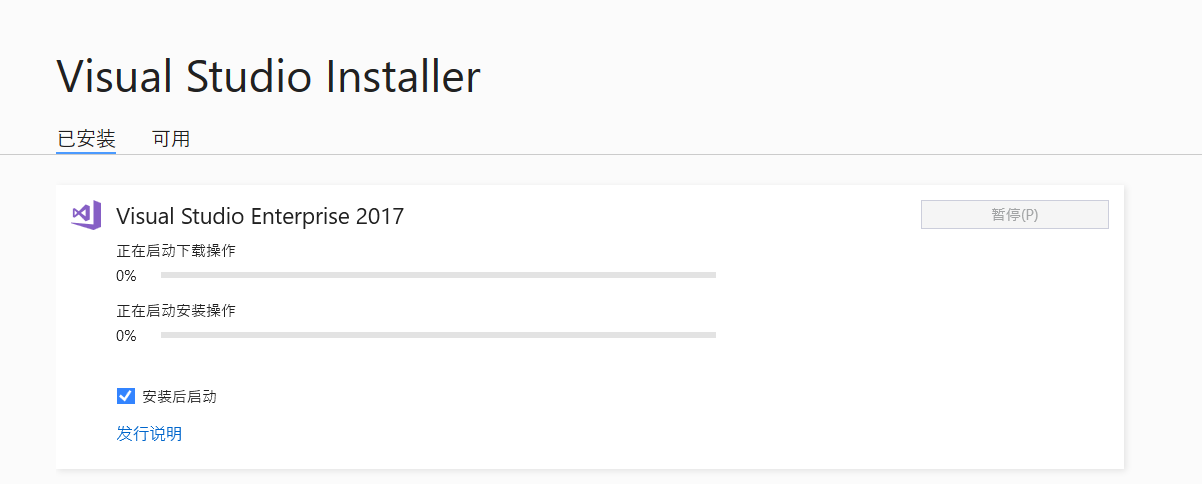 Visual Studio Installer
已安装 可用
Visual Studio Enterprise 2017 暂停(P)
正在启动下载操作
0%
正在启动安装操作
0%
安装后启动
发行说明